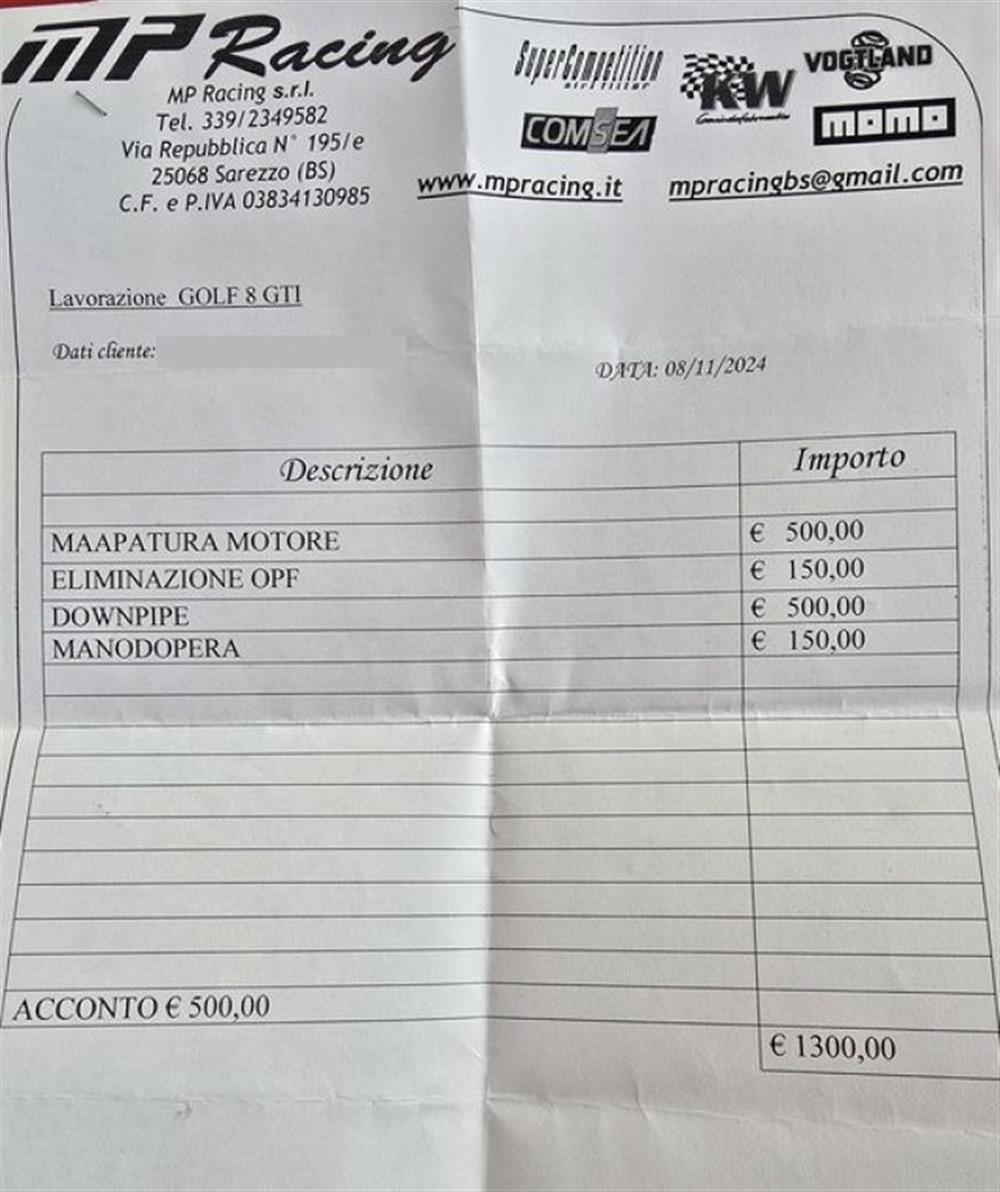 MP Racing
MP Racing s.r.l.
Tel. 339/2349582
Via Repubblica N° 195/e
25068 Sarezzo (BS)
C.F. e P.IVA 03834130985
SUPERCOMPETITION
air filter
KW
VOGTLAND
COMSEA
MOMO
www.mpracing.it
mpracingbs@gmail.com
Lavorazione GOLF 8 GTI
Dati cliente:
DATA: 08/11/2024
Descrizione Importo
MAAPATURA MOTORE € 500,00
ELIMINAZIONE OPF € 150,00
DOWNPIPE € 500,00
MANODOPERA € 150,00
ACCONTO € 500,00
€ 1300,00